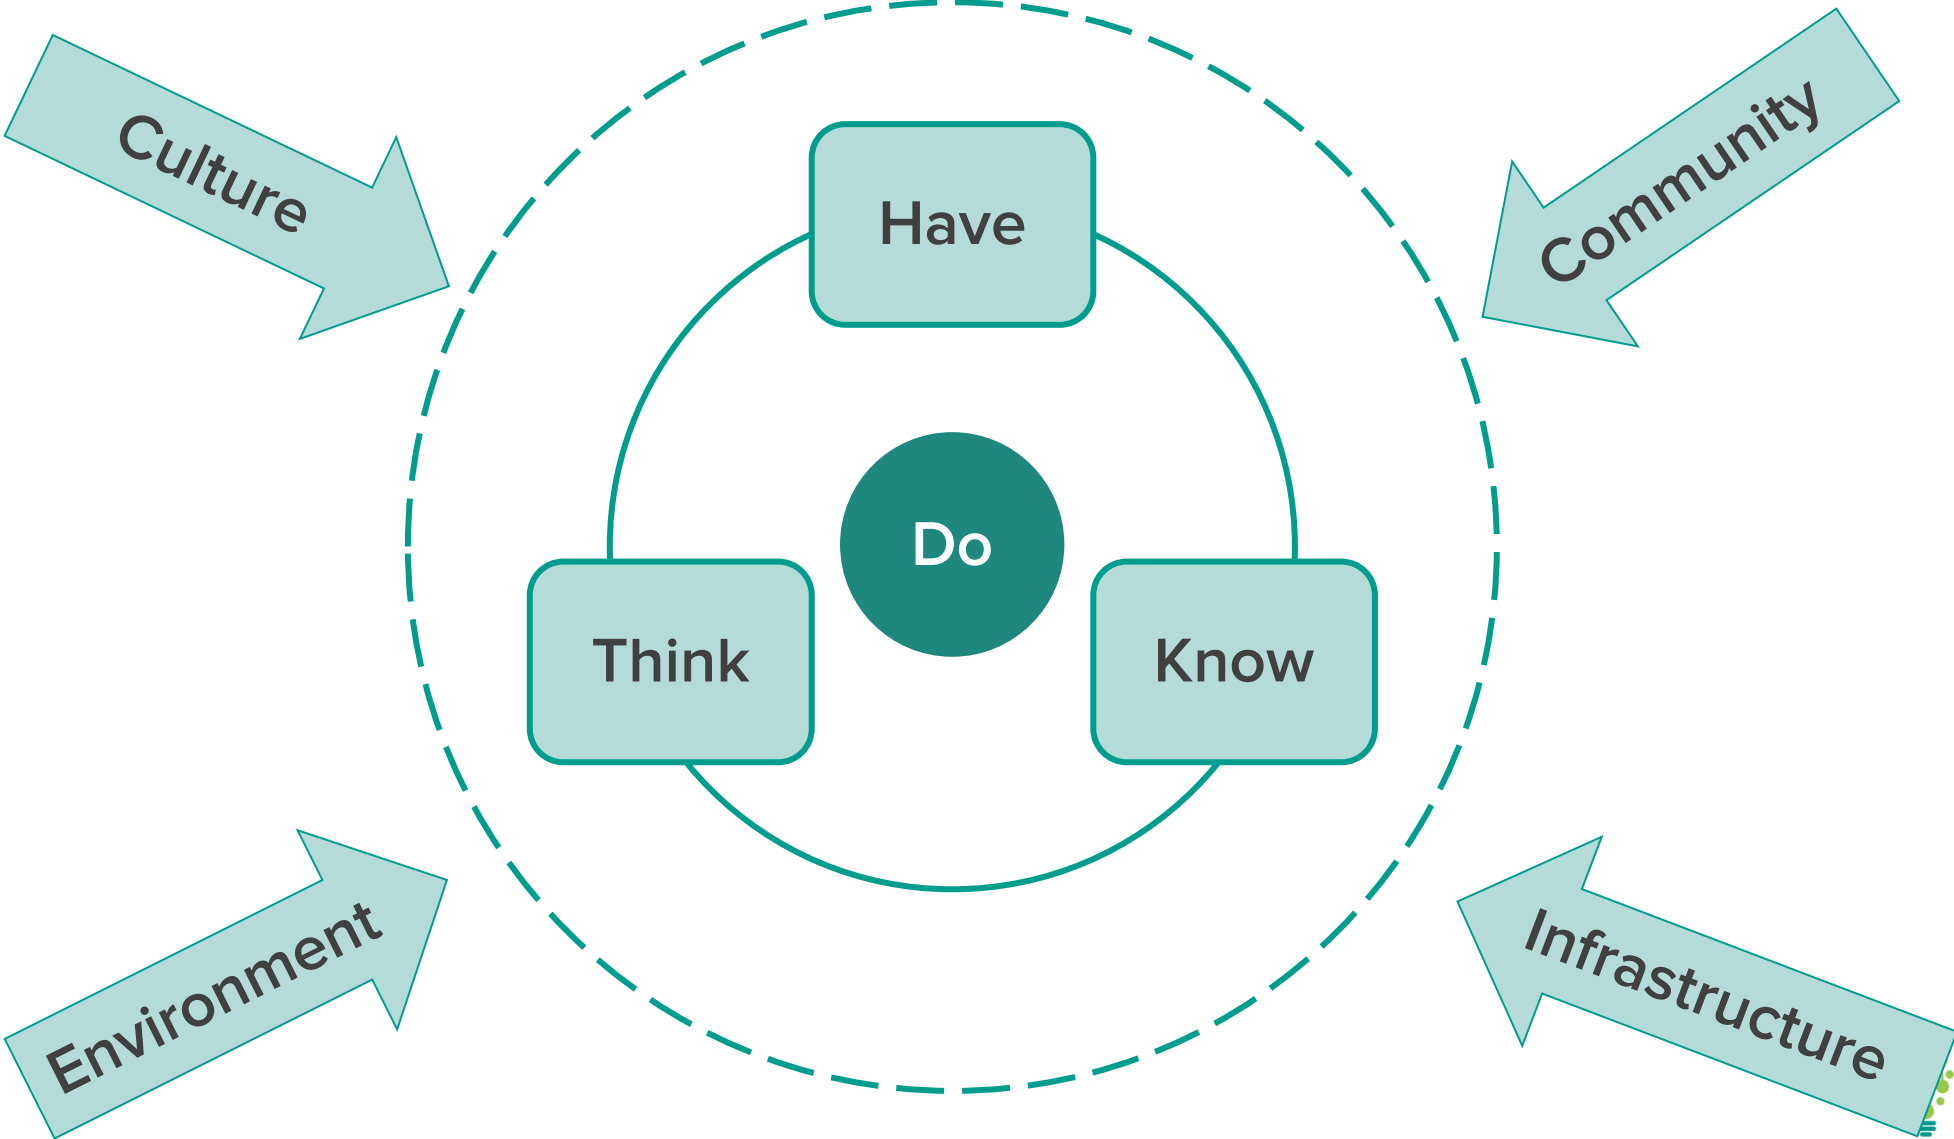 Culture
Community
Have
Do
Think
Know
Environment
Infrastructure